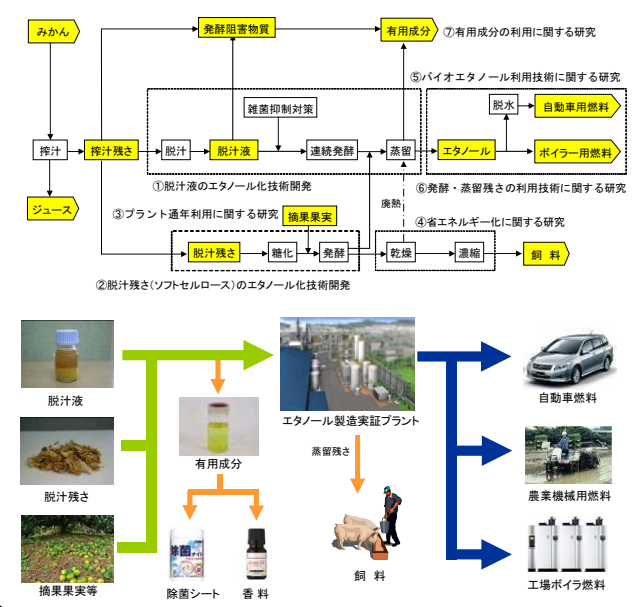 みかん
発酵阻害物質
有用成分
⑦有用成分の利用に関する研究
⑤バイオエタノール利用技術に関する研究
雑菌抑制対策
脱水
自動車用燃料
搾汁
搾汁残さ
脱汁
脱汁液
連続発酵
蒸留
エタノール
ボイラー用燃料
①脱汁液のエタノール化技術開発
⑥発酵・蒸留残さの利用技術に関する研究
ジュース
③プラント通年利用に関する研究
摘果果実
廃熱
④省エネルギー化に関する研究
脱汁残さ
糖化
発酵
乾燥
濃縮
飼 料
②脱汁残さ(ソフトセルロース)のエタノール化技術開発
脱汁液
エタノール製造実証プラント
自動車燃料
有用成分
蒸留残さ
脱汁残さ
農業機械用燃料
除菌
摘果果実等
除菌シート
香 料
飼 料
工場ボイラ燃料